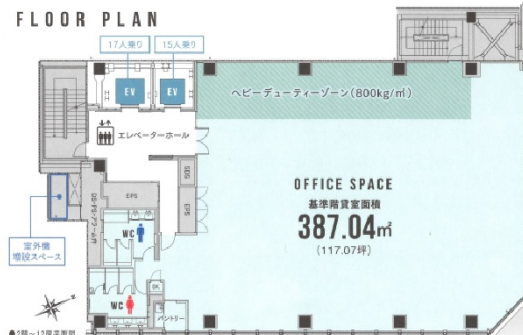 FLOOR PLAN
17人乗り
15人乗り
EV
EV
ヘビーデューティーゾーン(800kg/㎡)
エレベーターホール
OFFICE SPACE
基準階貸室面積
387.04㎡
(117.07坪)
EPS
EPS
WC
WC
SK
パントリー
室外機
増設スペース